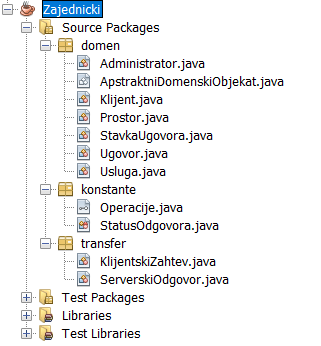 Zajednicki
Source Packages
domen
Administrator.java
ApstraktniDomenskiObjekat.java
Klijent.java
Prostor.java
StavkaUgovora.java
Ugovor.java
Usluga.java
konstante
Operacije.java
StatusOdgovora.java
transfer
KlijentskiZahtev.java
ServerskiOdgovor.java
Test Packages
Libraries
Test Libraries